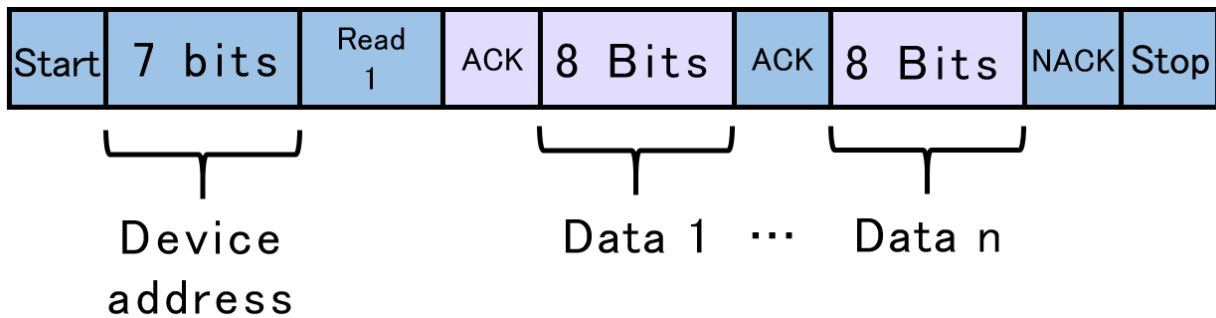 Start 7 bits Read 1 ACK 8 Bits ACK 8 Bits NACK Stop
Device address
Data 1 … Data n